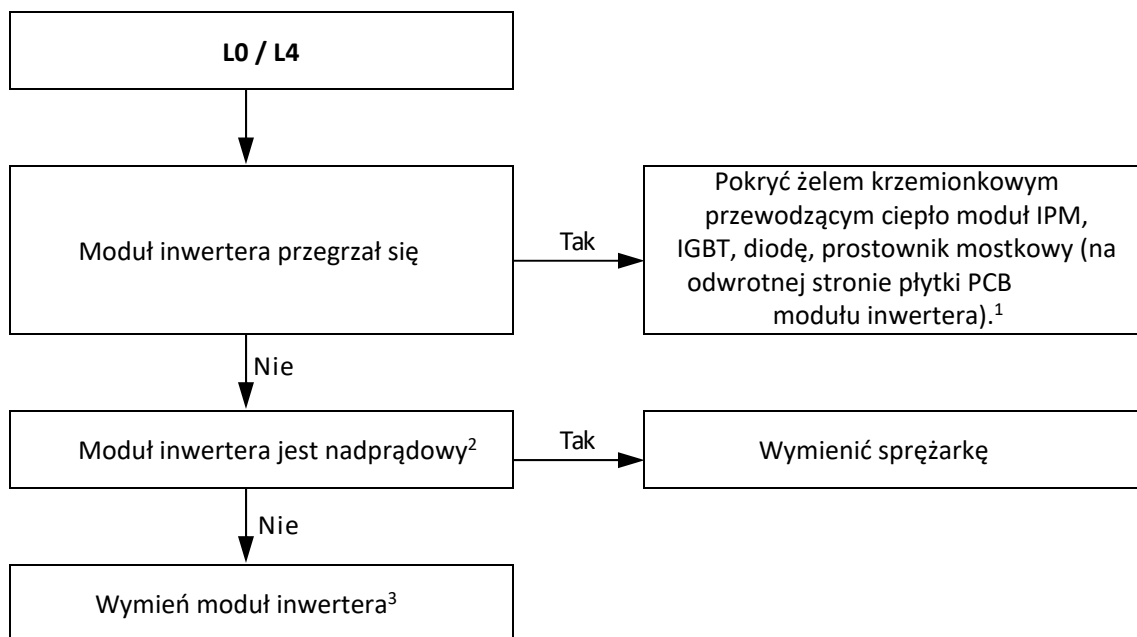 L0 / L4
Moduł inwertera przegrzał się
Tak
Pokryć żelem krzemionkowym
przewodzącym ciepło moduł IPM,
IGBT, diodę, prostownik mostkowy (na
odwrotnej stronie płytki PCB
modułu inwertera).¹
Nie
Moduł inwertera jest nadprądowy²
Tak
Wymienić sprężarkę
Nie
Wymień moduł inwertera³